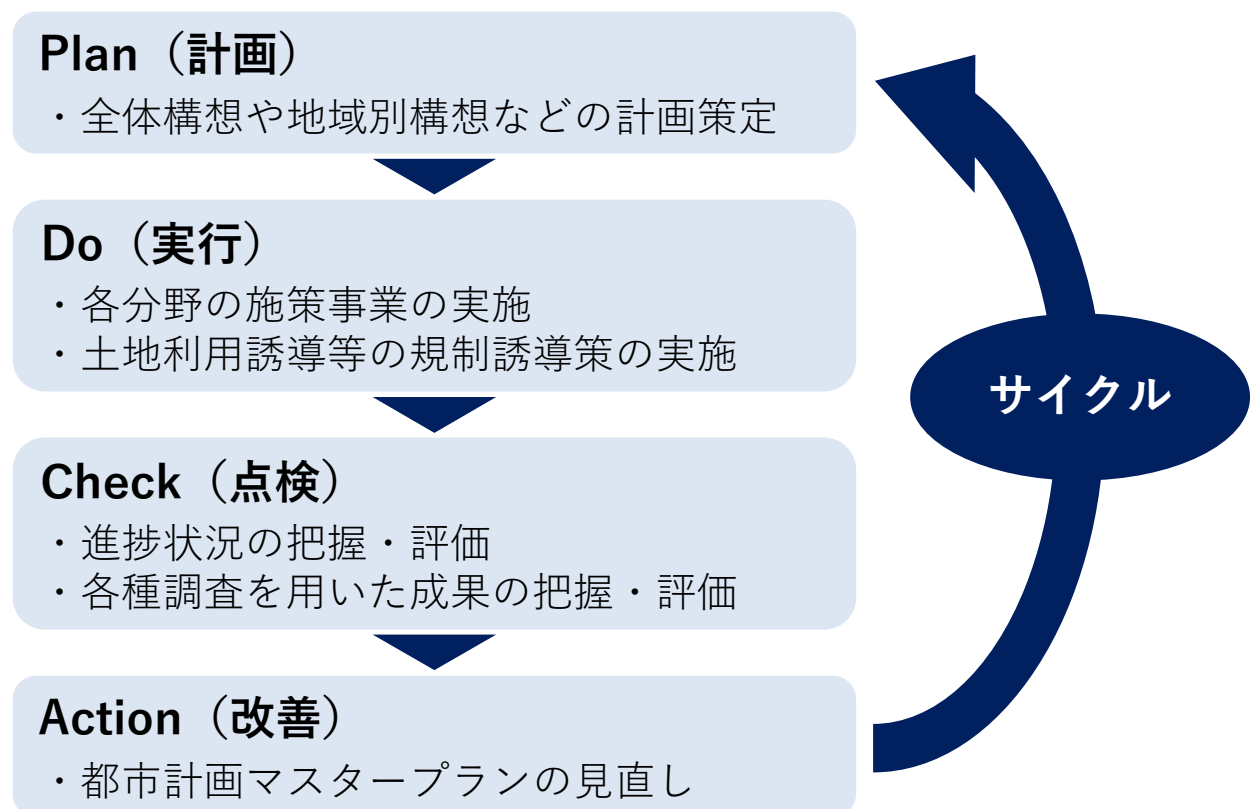 Plan（計画）
・全体構想や地域別構想などの計画策定
Do（実行）
・各分野の施策事業の実施
・土地利用誘導等の規制誘導策の実施
サイクル
Check（点検）
・進捗状況の把握・評価
・各種調査を用いた成果の把握・評価
Action（改善）
・都市計画マスタープランの見直し